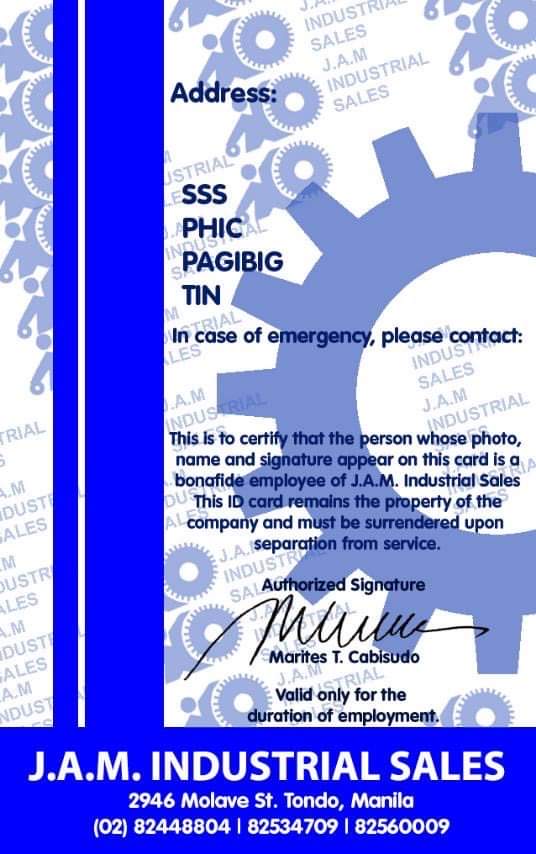 Address:
SSS
PHIC
PAGIBIG
TIN
In case of emergency, please contact:
This is to certify that the person whose photo,
name and signature appear on this card is a
bonafide employee of J.A.M. Industrial Sales
This ID card remains the property of the
company and must be surrendered upon
separation from service.
Authorized Signature
Marites T. Cabisudo
Valid only for the
duration of employment.
J.A.M. INDUSTRIAL SALES
2946 Molave St. Tondo, Manila
(02) 82448804 | 82534709 | 82560009
J.A.M
INDUSTRIAL
SALES